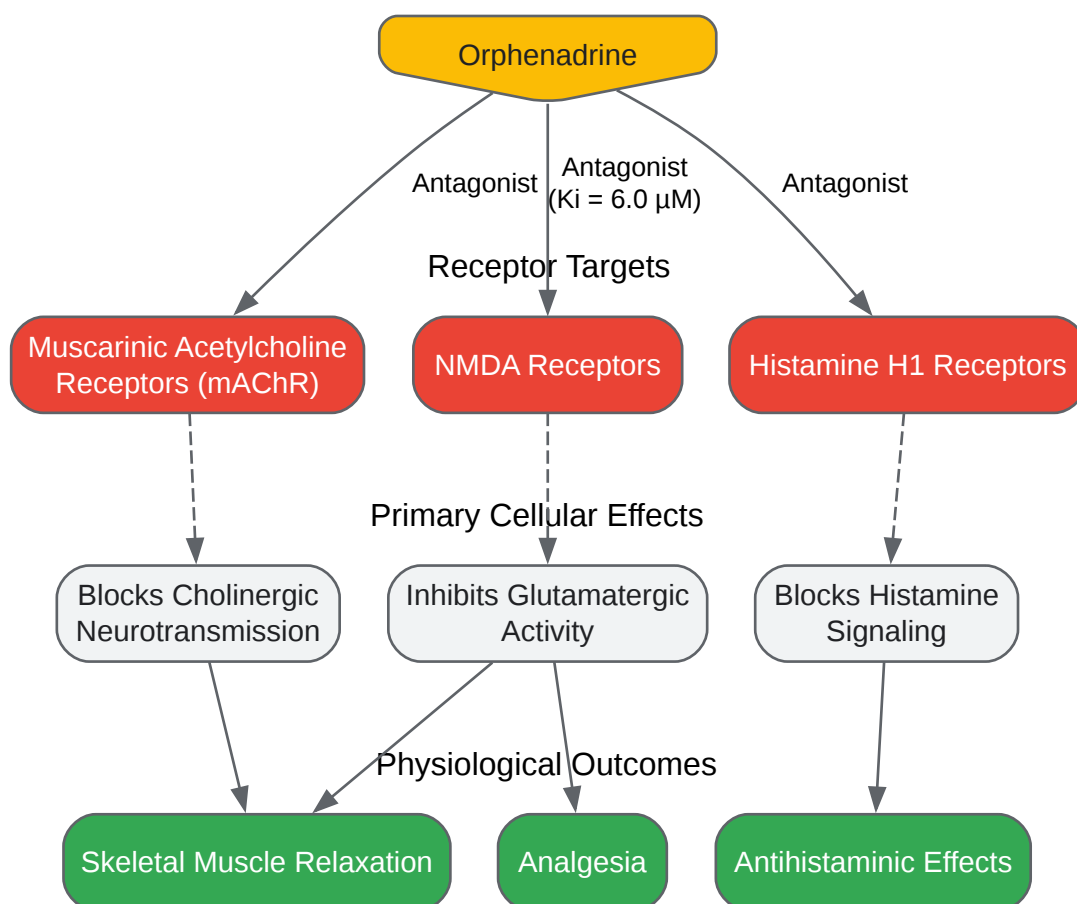 Orphenadrine
Antagonist
Antagonist
(Ki = 6.0 µM)
Antagonist
Receptor Targets
Muscarinic Acetylcholine
Receptors (mAChR)
NMDA Receptors
Histamine H1 Receptors
Primary Cellular Effects
Blocks Cholinergic
Neurotransmission
Inhibits Glutamatergic
Activity
Blocks Histamine
Signaling
Physiological Outcomes
Skeletal Muscle Relaxation
Analgesia
Antihistaminic Effects